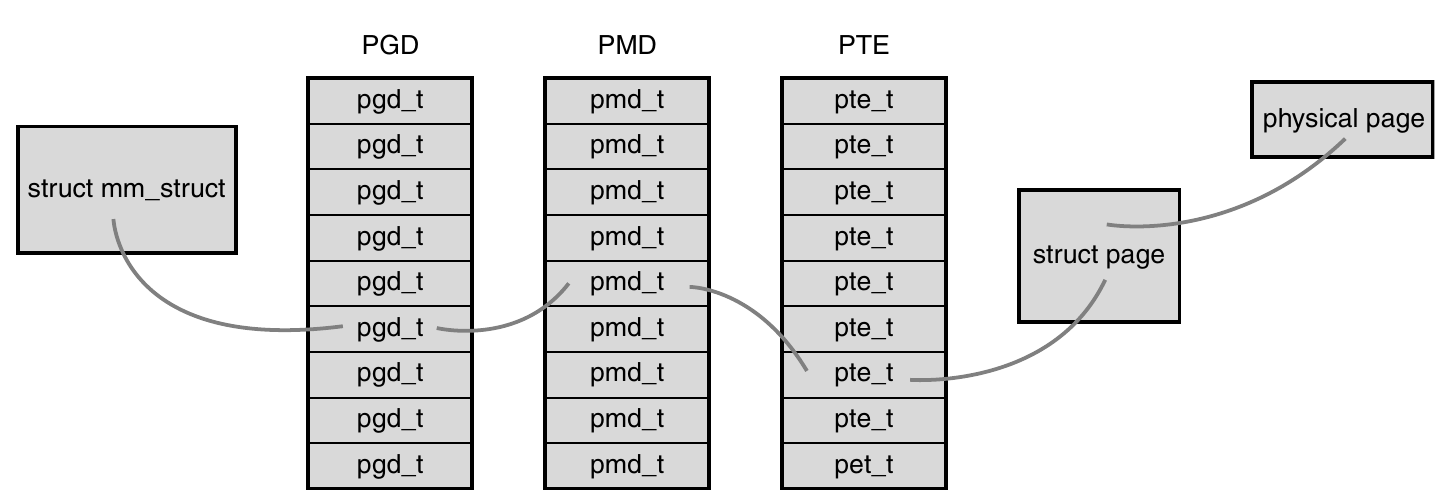 PGD
PMD
PTE
struct mm_struct
pgd_t
pgd_t
pgd_t
pgd_t
pgd_t
pgd_t
pgd_t
pgd_t
pgd_t
pmd_t
pmd_t
pmd_t
pmd_t
pmd_t
pmd_t
pmd_t
pmd_t
pmd_t
pte_t
pte_t
pte_t
pte_t
pte_t
pte_t
pte_t
pte_t
pet_t
struct page
physical page